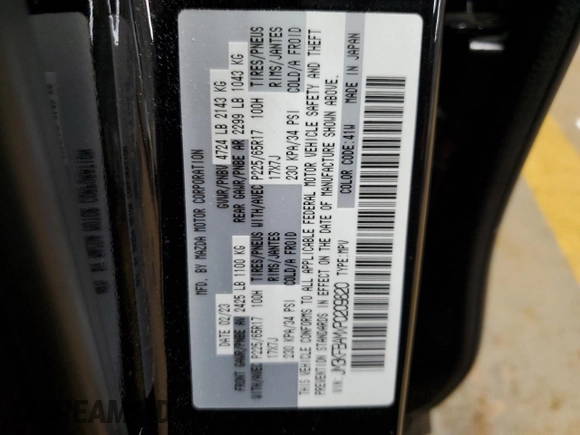 MFD. BY MAZDA MOTOR CORPORATION
DATE 02/23 GVWR/PNBV 4724 LB 2143 KG
FRONT GAWR/PNBE AV 2425 LB 1100 KG REAR GAWR/PNBE AR 2299 LB 1043 KG
WITH/AVEC P225/65R17 100H TIRES/PNEUS WITH/AVEC P225/65R17 100H TIRES/PNEUS
17X7J RIMS/JANTES 17X7J RIMS/JANTES
230 KPA/34 PSI COLD/A FROID 230 KPA/34 PSI COLD/A FROID
THIS VEHICLE CONFORMS TO ALL APPLICABLE FEDERAL MOTOR VEHICLE SAFETY AND THEFT
PREVENTION STANDARDS IN EFFECT ON THE DATE OF MANUFACTURE SHOWN ABOVE.
VIN: TYPE: MPV COLOR CODE: 41W MADE IN JAPAN